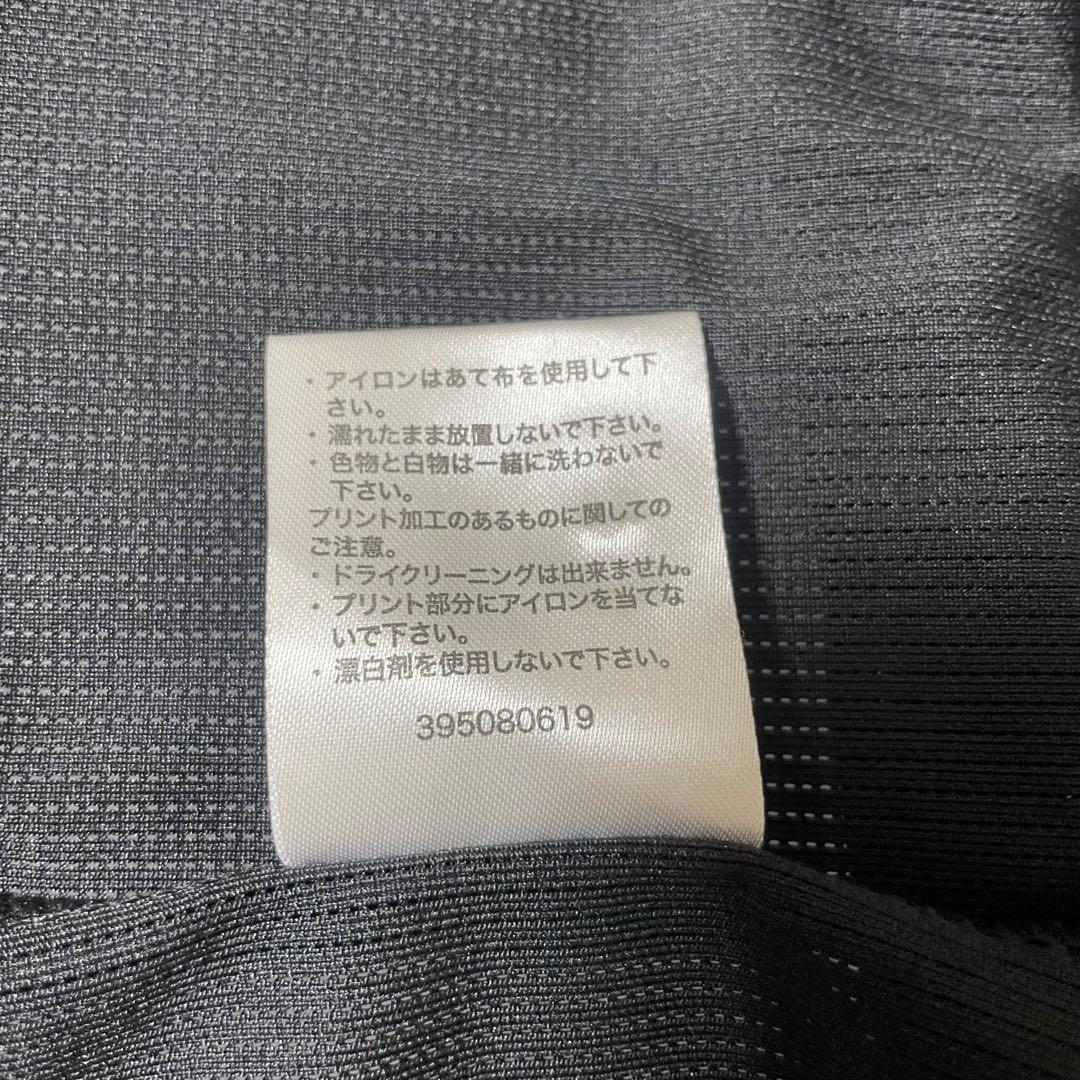 ・アイロンはあて布を使用して下
さい。
・濡れたまま放置しないで下さい。
・色物と白物は一緒に洗わないで
下さい。
プリント加工のあるものに関しての
ご注意。
・ドライクリーニングは出来ません。
・プリント部分にアイロンを当てな
いで下さい。
・漂白剤を使用しないで下さい。
395080619